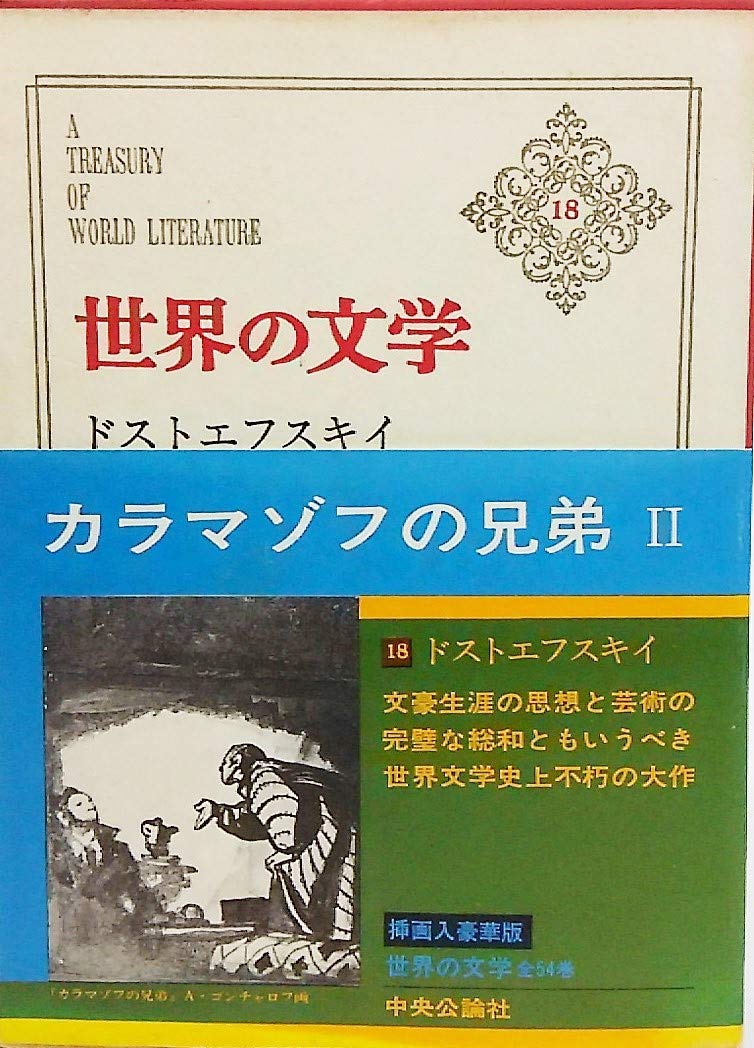 A
TREASURY
OF
WORLD LITERATURE
18
世界の文学
ドストエフスキイ
カラマゾフの兄弟 II
18 ドストエフスキイ
文豪生涯の思想と芸術の
完璧な総和ともいうべき
世界文学史上不朽の大作
挿画入豪華版
世界の文学 全54巻
中央公論社
「カラマゾフの兄弟」A・ゴンチャロフ画